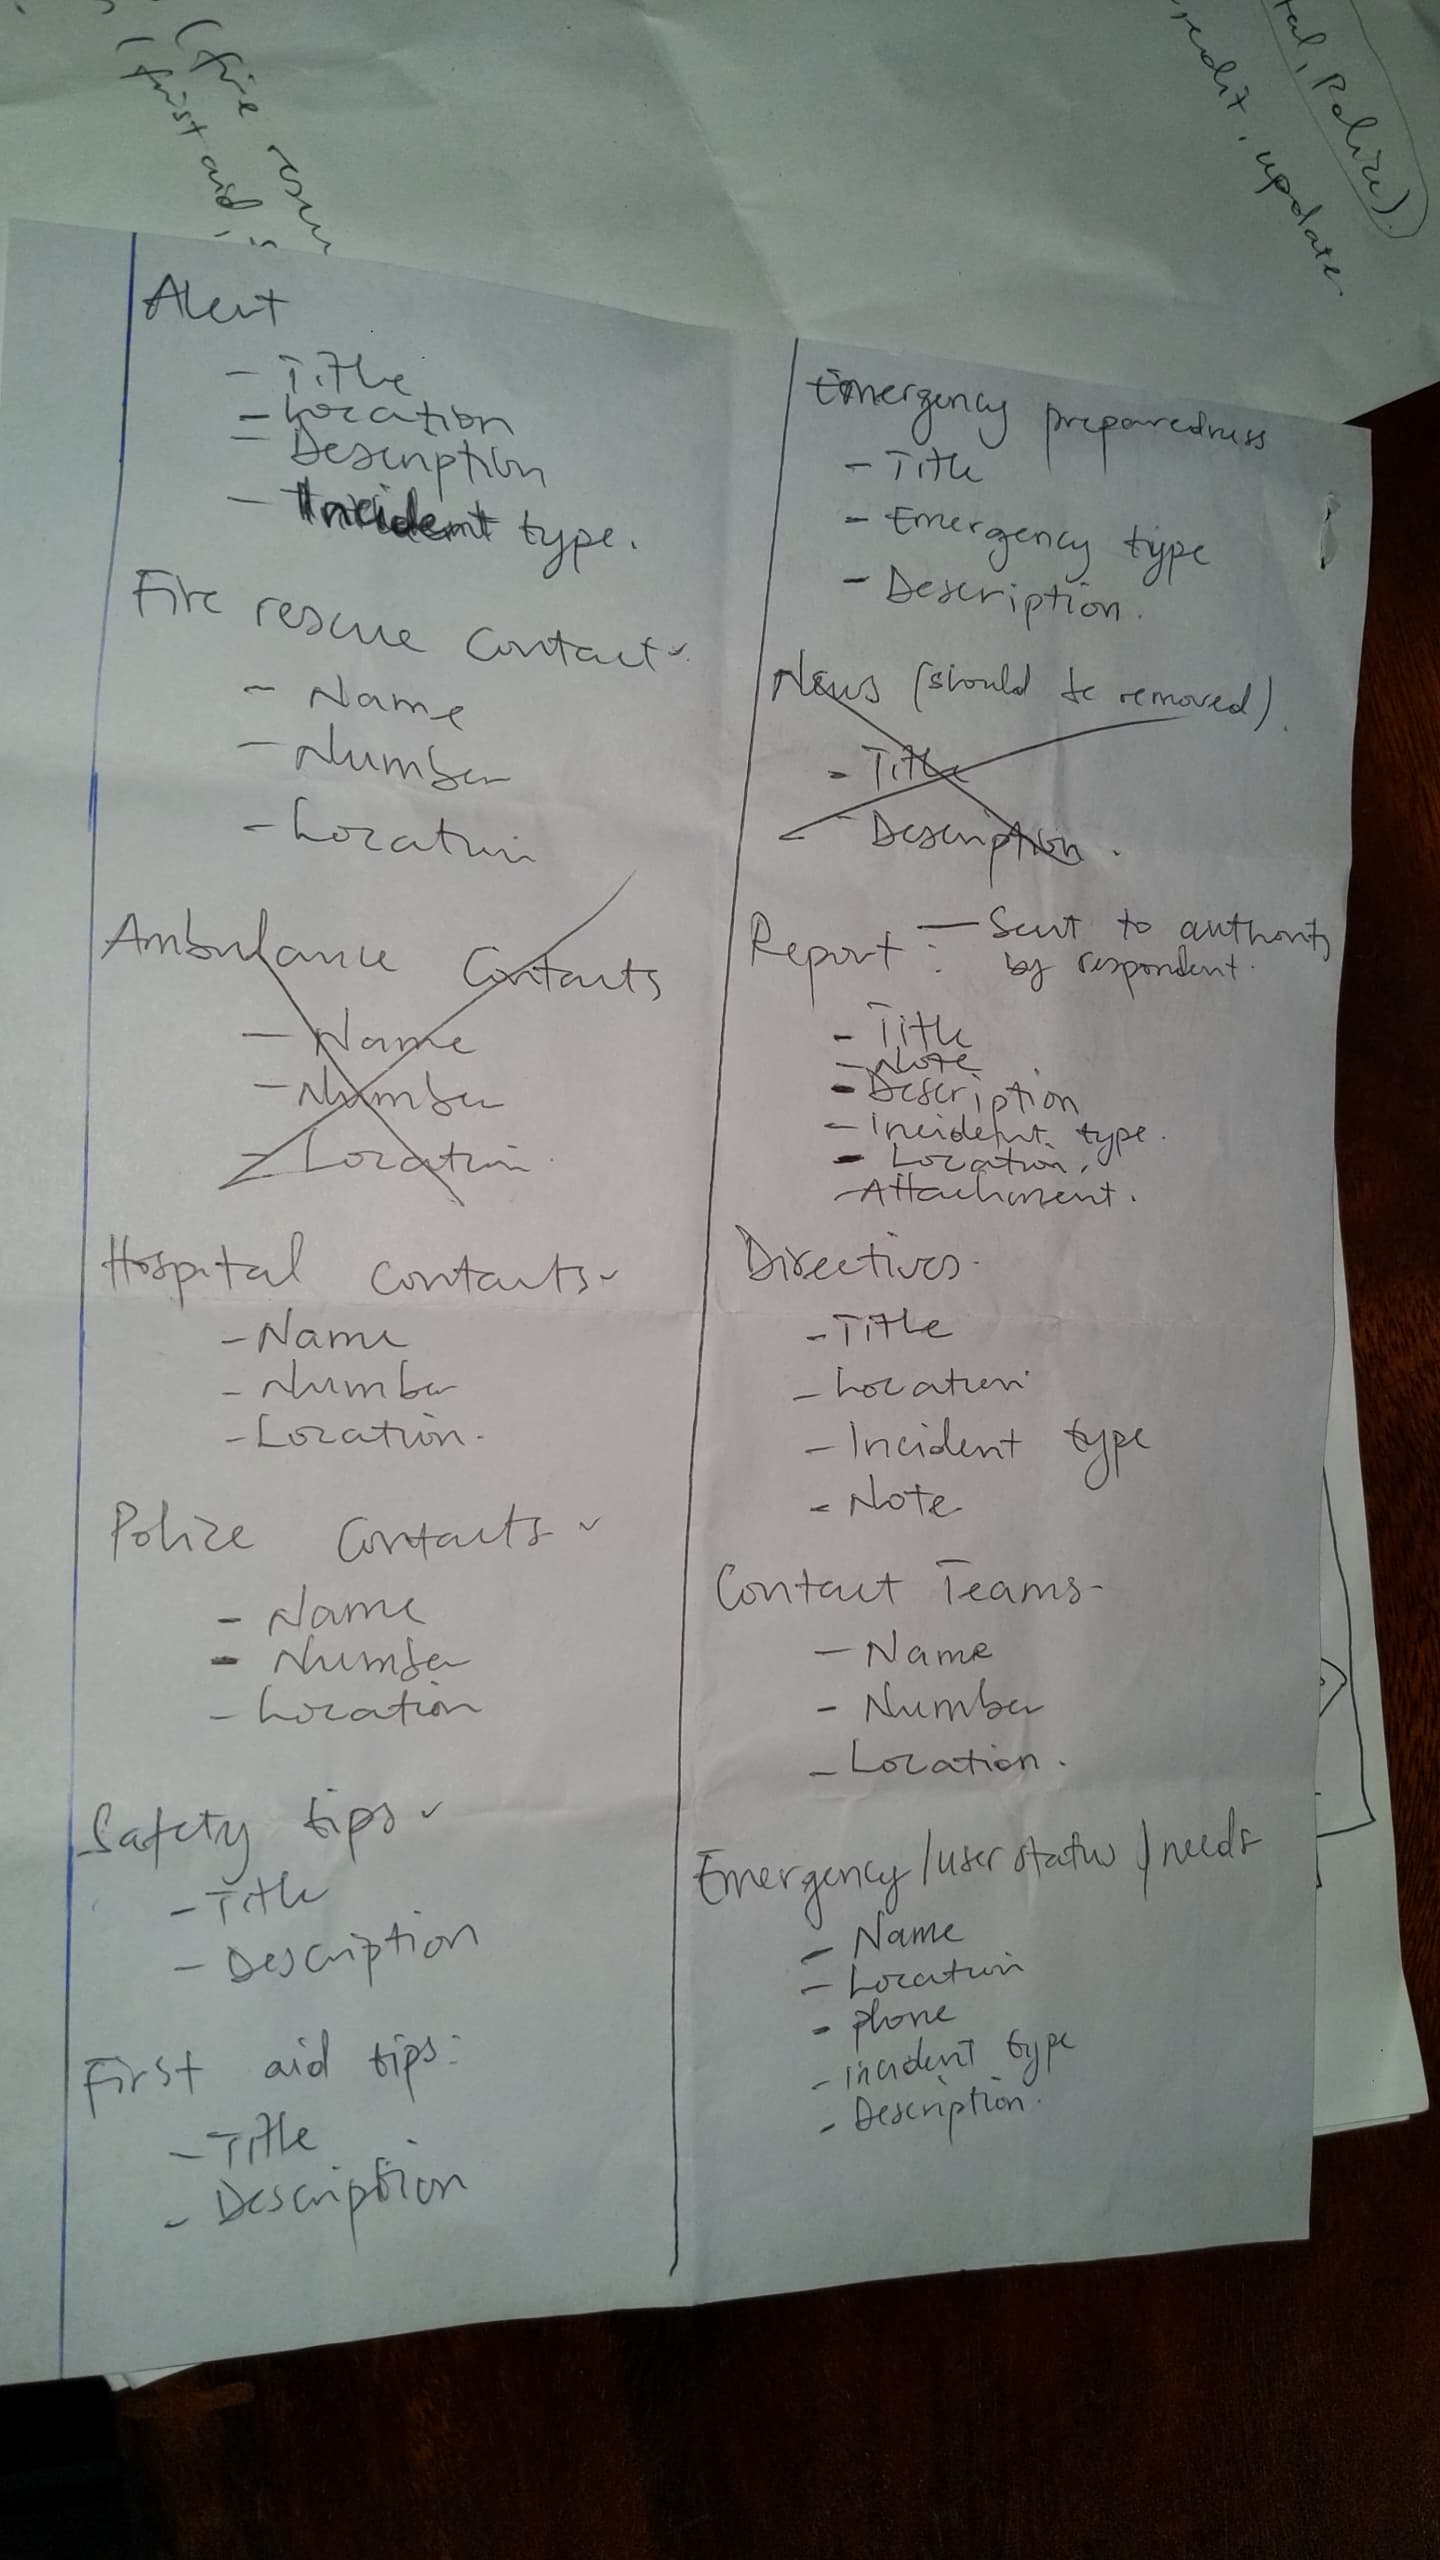 (fire rescue
(first aid,
tal, Police).
redit, update
Alert
- Title
- Location
- Description
- Incident type.
Fire rescue contact
- Name
- Number
- Location
Ambulance Contacts
- Name
- Number
- Location
Hospital contacts
- Name
- Number
- Location.
Police Contacts
- Name
- Number
- Location
Safety tips
- Title
- Description
First aid tips:
- Title
- Description
Emergency preparedness
- Title
- Emergency type
- Description.
News (should be removed).
- Title
- Description.
Report: - Sent to authority
by respondent.
- Title
- Note
- Description
- Incident type.
- Location.
- Attachment.
Directives.
- Title
- Location
- Incident type
- Note
Contact Teams-
- Name
- Number
- Location.
Emergency/user status/needs
- Name
- Location
- phone
- incident type
- Description.